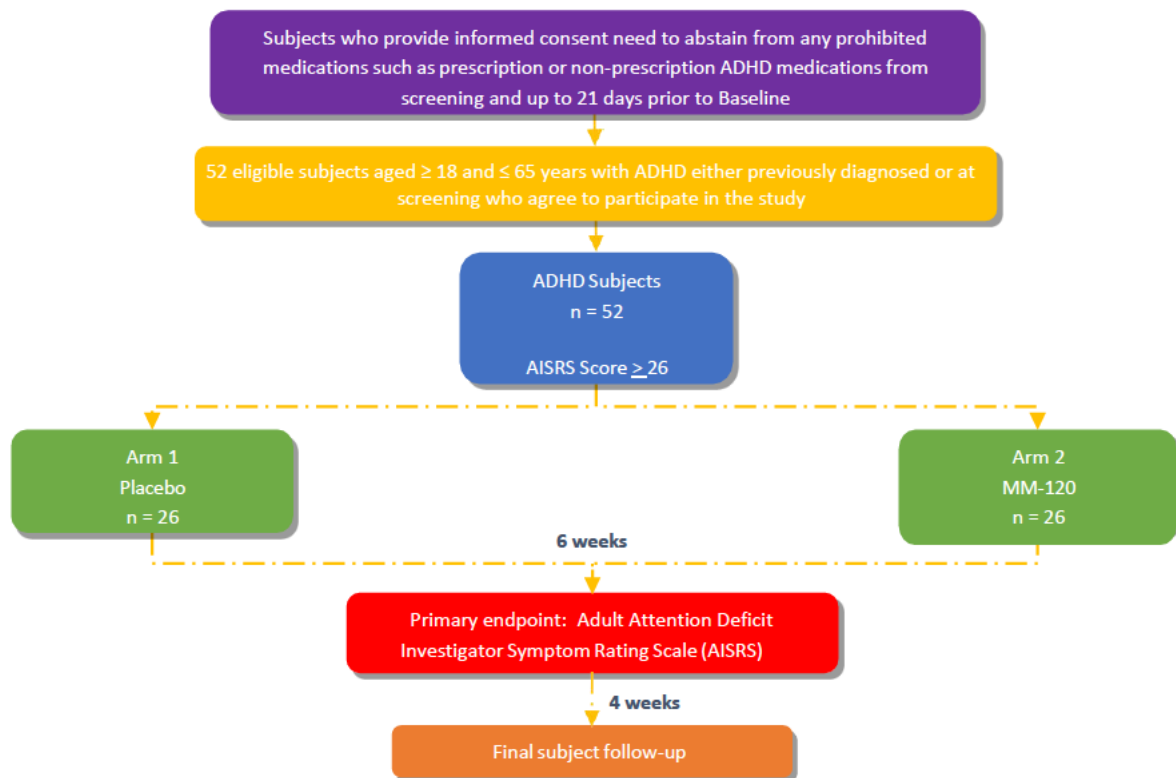 Subjects who provide informed consent need to abstain from any prohibited
medications such as prescription or non-prescription ADHD medications from
screening and up to 21 days prior to Baseline
52 eligible subjects aged ≥ 18 and ≤ 65 years with ADHD either previously diagnosed or at
screening who agree to participate in the study
ADHD Subjects
n = 52
AISRS Score > 26
Arm 1
Placebo
n = 26
Arm 2
MM-120
n = 26
6 weeks
Primary endpoint: Adult Attention Deficit
Investigator Symptom Rating Scale (AISRS)
4 weeks
Final subject follow-up